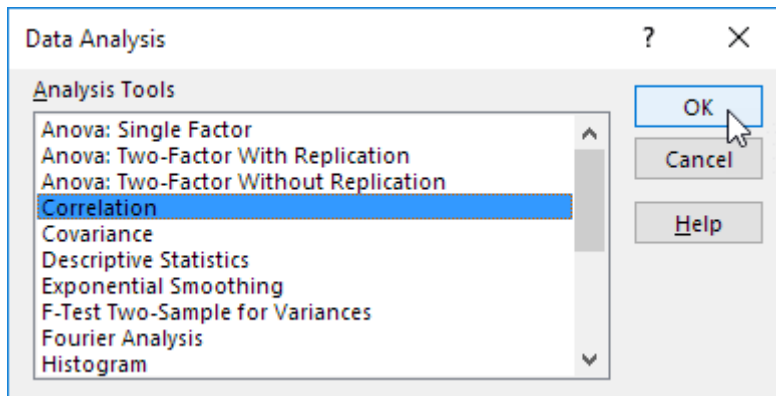 Data Analysis
?
Analysis Tools
Anova: Single Factor
Anova: Two-Factor With Replication
Anova: Two-Factor Without Replication
Correlation
Covariance
Descriptive Statistics
Exponential Smoothing
F-Test Two-Sample for Variances
Fourier Analysis
Histogram
OK
Cancel
Help